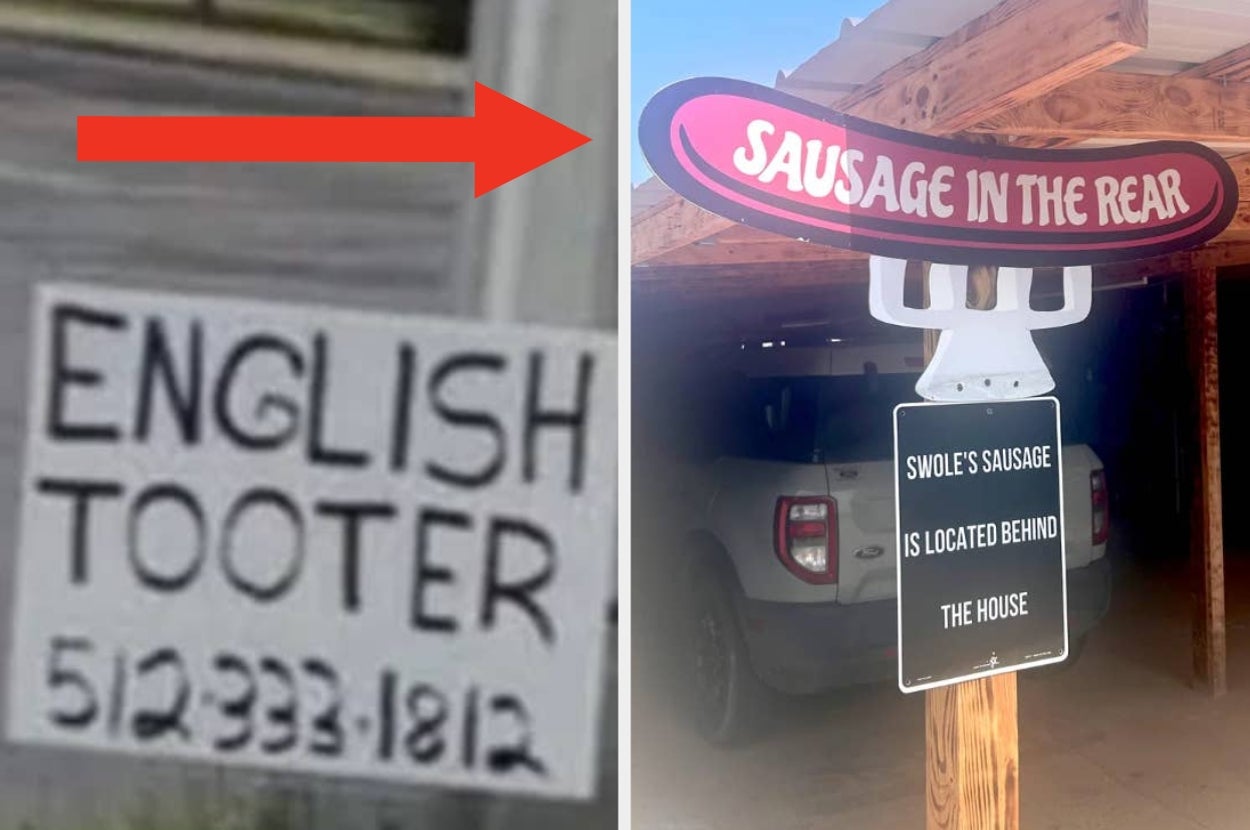 ENGLISH
TOOTER
512-333-1812
SAUSAGE IN THE REAR
SWOLE'S SAUSAGE
IS LOCATED BEHIND
THE HOUSE